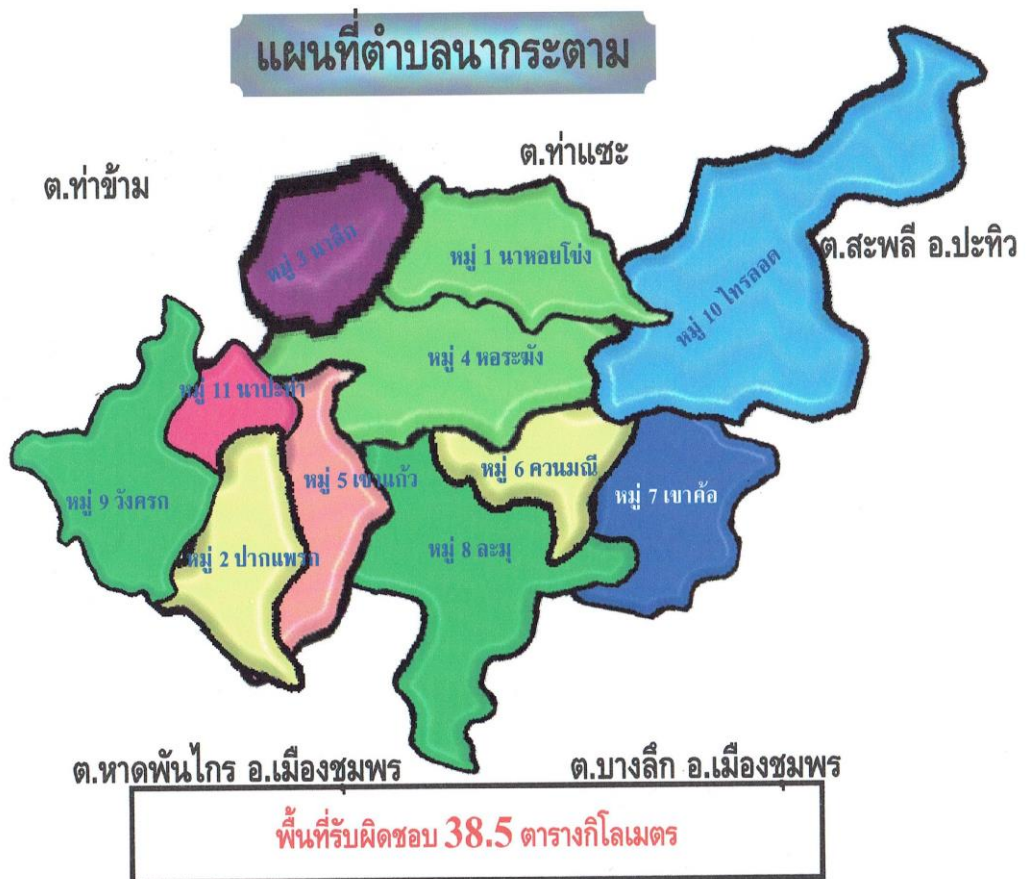 แผนที่ตำบลนากระตาม
ต.ท่าแซะ
ต.ท่าข้าม
หมู่ 3 นาตีก
หมู่ 1 นาหอยโข่ง
ต.สะพลี อ.ปะทิว
หมู่ 10 ไทรลอด
หมู่ 4 หอระฆัง
หมู่ 11 นาปะทำ
หมู่ 6 ควนมณี
หมู่ 5 เขาแก้ว
หมู่ 9 วังครก
หมู่ 7 เขาค้อ
หมู่ 8 ละมุ
หมู่ 2 ปากแพรก
ต.หาดพันไกร อ.เมืองชุมพร
ต.บางลึก อ.เมืองชุมพร
พื้นที่รับผิดชอบ 38.5 ตารางกิโลเมตร